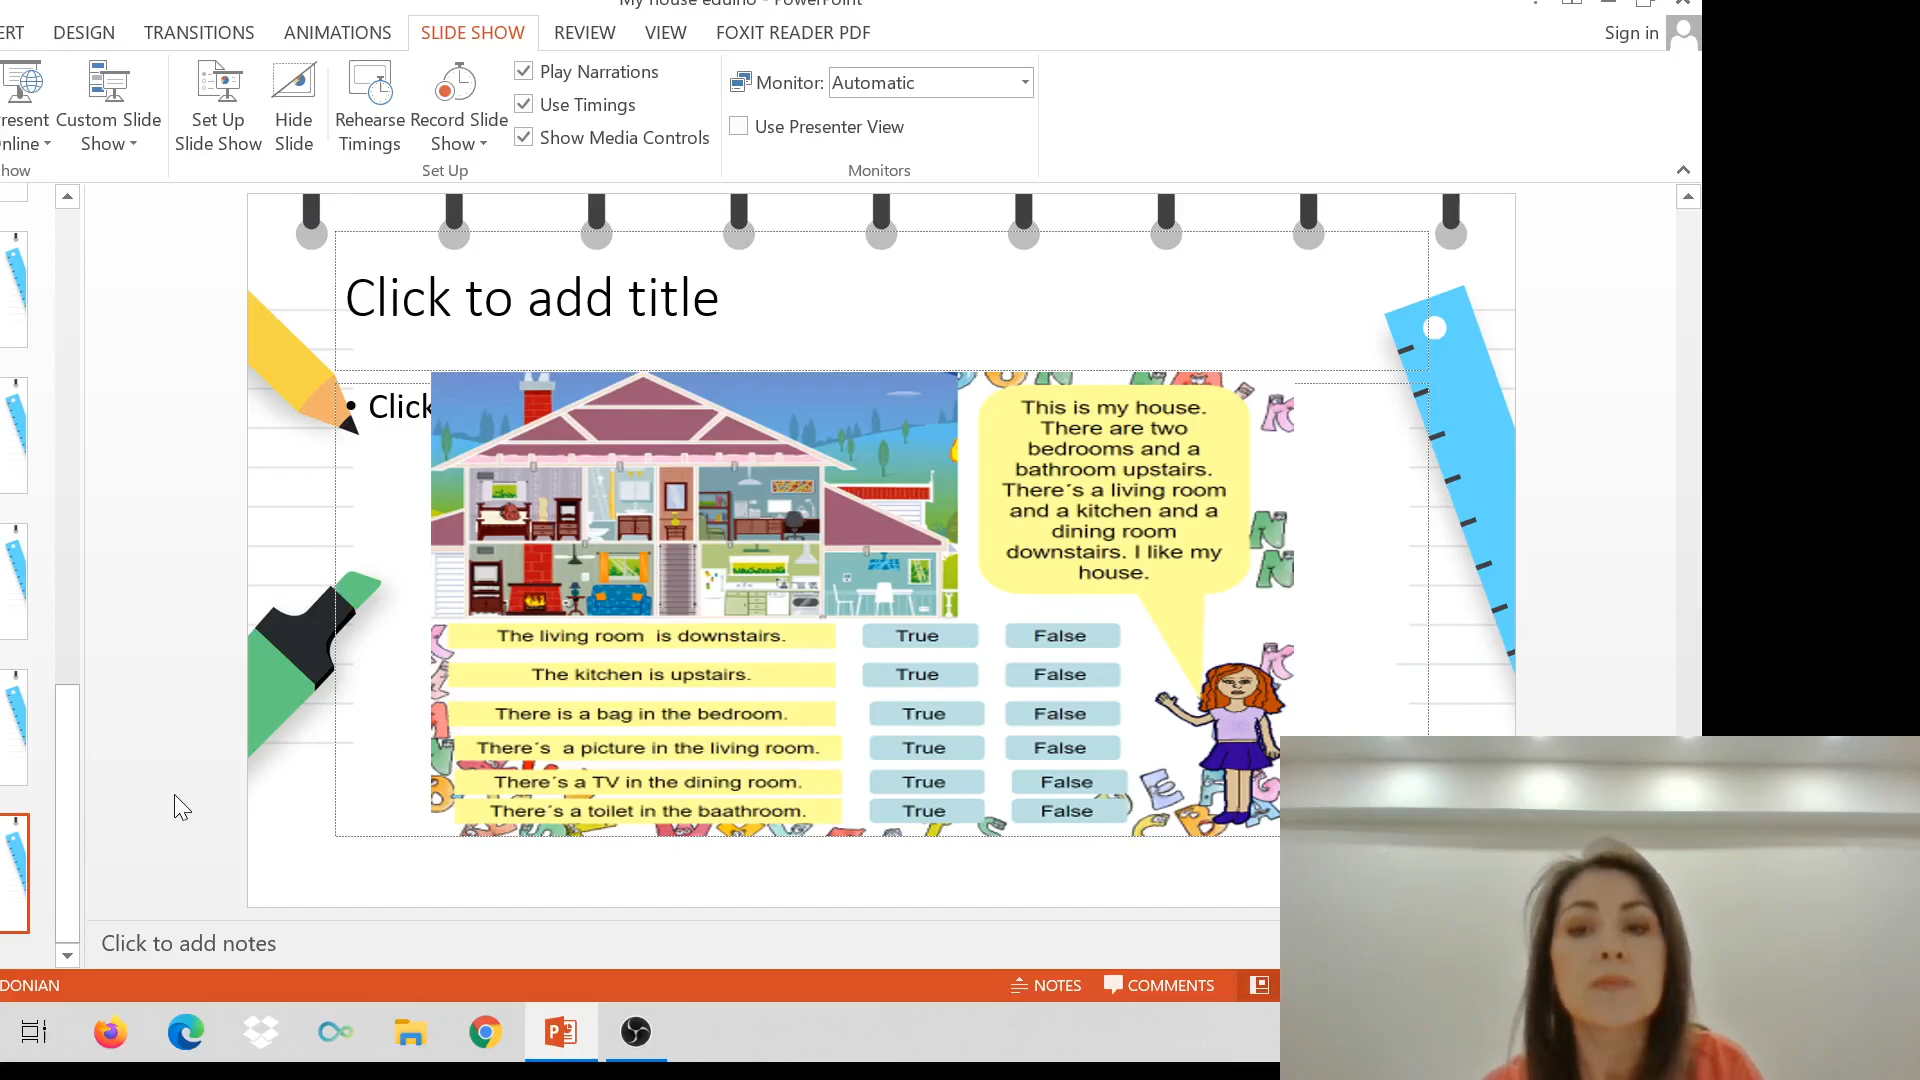 My house eduino - PowerPoint
ERT DESIGN TRANSITIONS ANIMATIONS SLIDE SHOW REVIEW VIEW FOXIT READER PDF Sign in
resent Online
Custom Slide Show
Set Up Slide Show
Hide Slide
Rehearse Timings
Record Slide Show
Play Narrations
Use Timings
Show Media Controls
Monitor: Automatic
Use Presenter View
how
Set Up
Monitors
Click to add title
• Click
This is my house.
There are two
bedrooms and a
bathroom upstairs.
There´s a living room
and a kitchen and a
dining room
downstairs. I like my
house.
The living room is downstairs. True False
The kitchen is upstairs. True False
There is a bag in the bedroom. True False
There´s a picture in the living room. True False
There´s a TV in the dining room. True False
There´s a toilet in the baathroom. True False
Click to add notes
DONIAN
NOTES COMMENTS